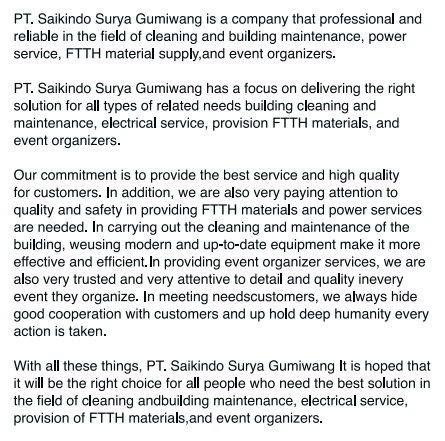 PT. Saikindo Surya Gumiwang is a company that professional and
reliable in the field of cleaning and building maintenance, power
service, FTTH material supply,and event organizers.
PT. Saikindo Surya Gumiwang has a focus on delivering the right
solution for all types of related needs building cleaning and
maintenance, electrical service, provision FTTH materials, and
event organizers.
Our commitment is to provide the best service and high quality
for customers. In addition, we are also very paying attention to
quality and safety in providing FTTH materials and power services
are needed. In carrying out the cleaning and maintenance of the
building, weusing modern and up-to-date equipment make it more
effective and efficient.In providing event organizer services, we are
also very trusted and very attentive to detail and quality inevery
event they organize. In meeting needscustomers, we always hide
good cooperation with customers and up hold deep humanity every
action is taken.
With all these things, PT. Saikindo Surya Gumiwang It is hoped that
it will be the right choice for all people who need the best solution in
the field of cleaning andbuilding maintenance, electrical service,
provision of FTTH materials,and event organizers.